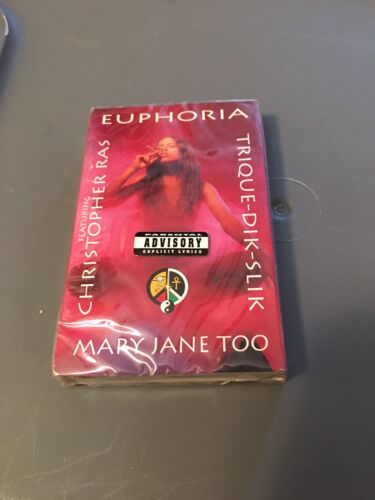 EUPHORIA
FEATURING
CHRISTOPHER RAS
TRIQUE-DIK-SLIK
PARENTAL
ADVISORY
EXPLICIT LYRICS
MARY JANE TOO